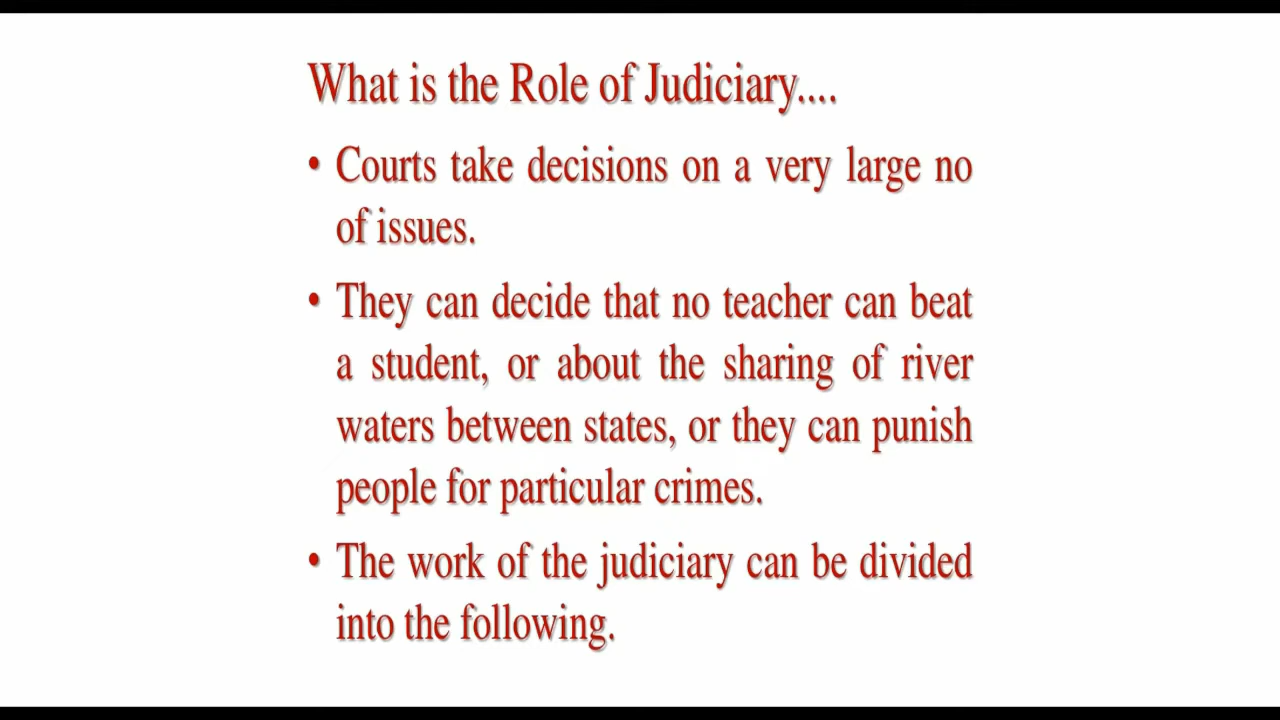 What is the Role of Judiciary....
• Courts take decisions on a very large no
of issues.
• They can decide that no teacher can beat
a student, or about the sharing of river
waters between states, or they can punish
people for particular crimes.
• The work of the judiciary can be divided
into the following.